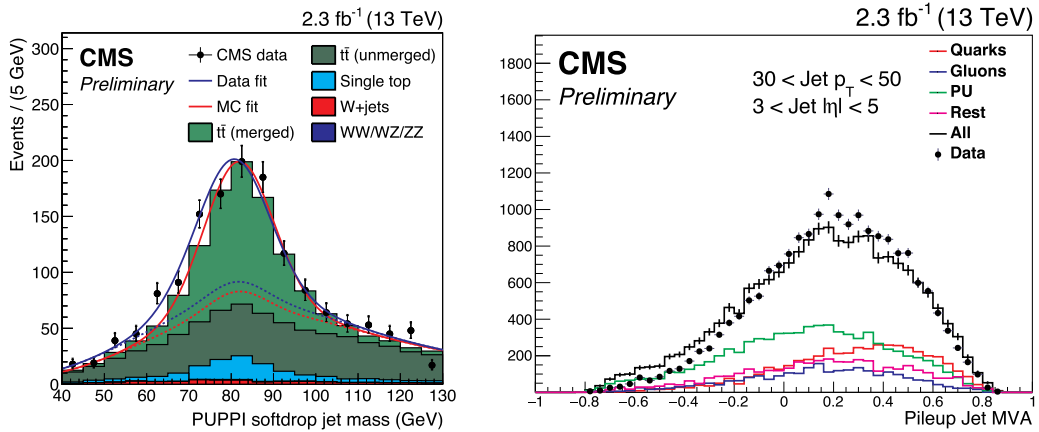 2.3 fb⁻¹ (13 TeV)
CMS
Preliminary
CMS data
Data fit
MC fit
tt̄ (merged)
tt̄ (unmerged)
Single top
W+jets
WW/WZ/ZZ
Events / (5 GeV)
300
250
200
150
100
50
0
40 50 60 70 80 90 100 110 120 130
PUPPI softdrop jet mass (GeV)
2.3 fb⁻¹ (13 TeV)
CMS
Preliminary
30 < Jet p_T < 50
3 < Jet |η| < 5
Quarks
Gluons
PU
Rest
All
Data
1800
1600
1400
1200
1000
800
600
400
200
−1 −0.8 −0.6 −0.4 −0.2 0 0.2 0.4 0.6 0.8 1
Pileup Jet MVA